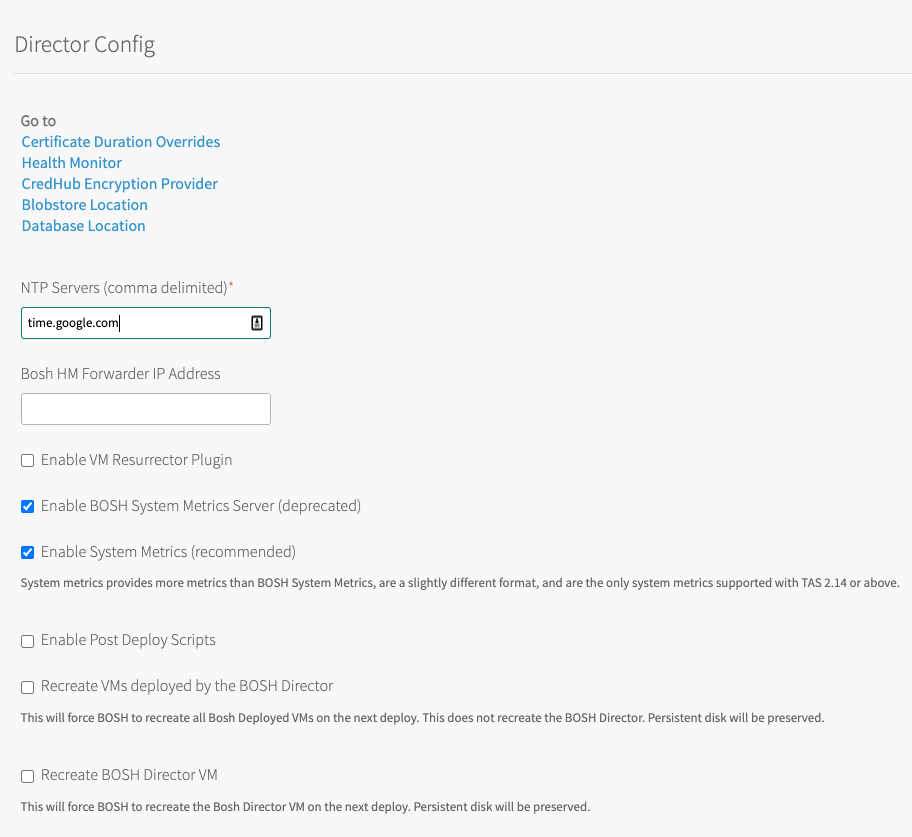 Director Config
Go to
Certificate Duration Overrides
Health Monitor
CredHub Encryption Provider
Blobstore Location
Database Location
NTP Servers (comma delimited)*
time.google.com
Bosh HM Forwarder IP Address
Enable VM Resurrector Plugin
Enable BOSH System Metrics Server (deprecated)
Enable System Metrics (recommended)
System metrics provides more metrics than BOSH System Metrics, are a slightly different format, and are the only system metrics supported with TAS 2.14 or above.
Enable Post Deploy Scripts
Recreate VMs deployed by the BOSH Director
This will force BOSH to recreate all Bosh Deployed VMs on the next deploy. This does not recreate the BOSH Director. Persistent disk will be preserved.
Recreate BOSH Director VM
This will force BOSH to recreate the Bosh Director VM on the next deploy. Persistent disk will be preserved.